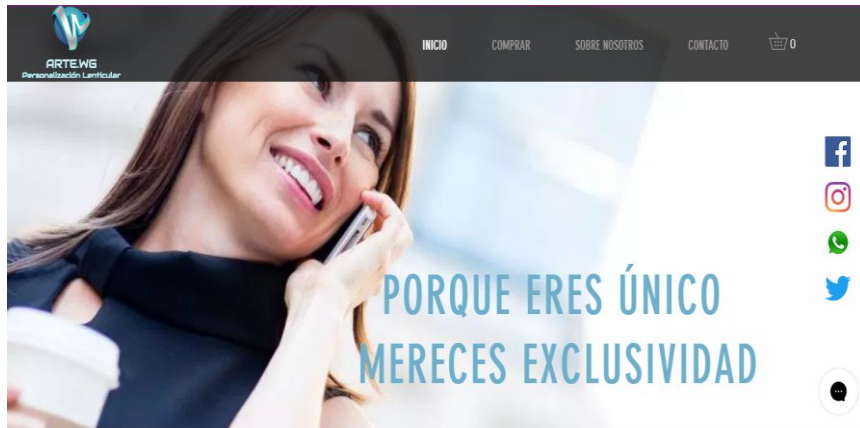 ARTE.WG
Personalización Lenticular
INICIO
COMPRAR
SOBRE NOSOTROS
CONTACTO
0
PORQUE ERES ÚNICO
MERECES EXCLUSIVIDAD